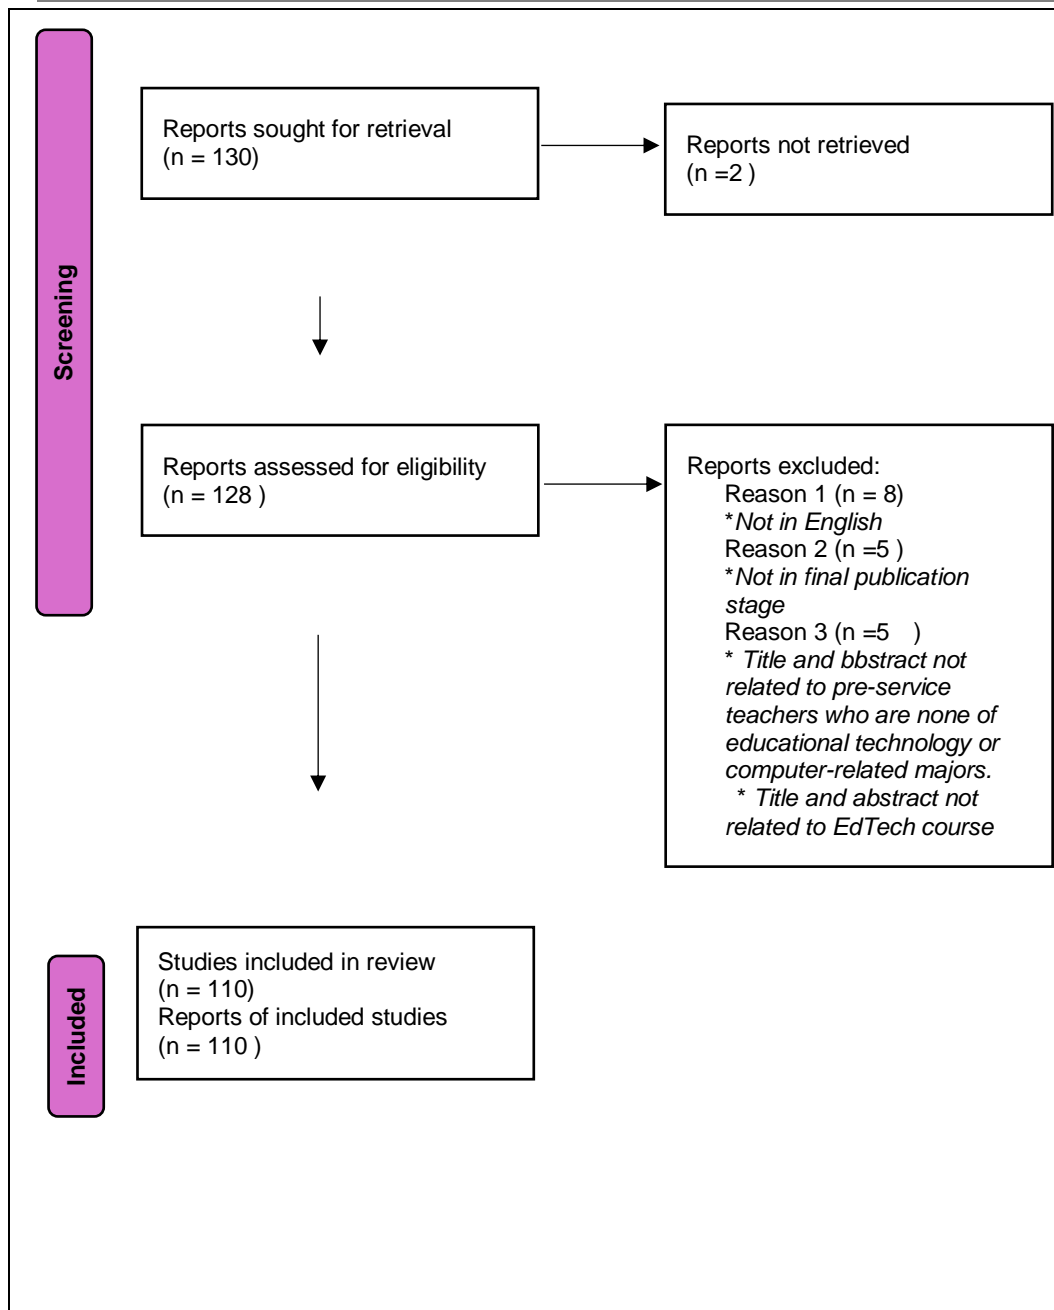 Screening
Reports sought for retrieval
(n = 130)
Reports not retrieved
(n =2 )
Reports assessed for eligibility
(n = 128 )
Reports excluded:
Reason 1 (n = 8)
*Not in English
Reason 2 (n =5 )
*Not in final publication
stage
Reason 3 (n =5   )
* Title and bbstract not
related to pre-service
teachers who are none of
educational technology or
computer-related majors.
* Title and abstract not
related to EdTech course
Included
Studies included in review
(n = 110)
Reports of included studies
(n = 110 )